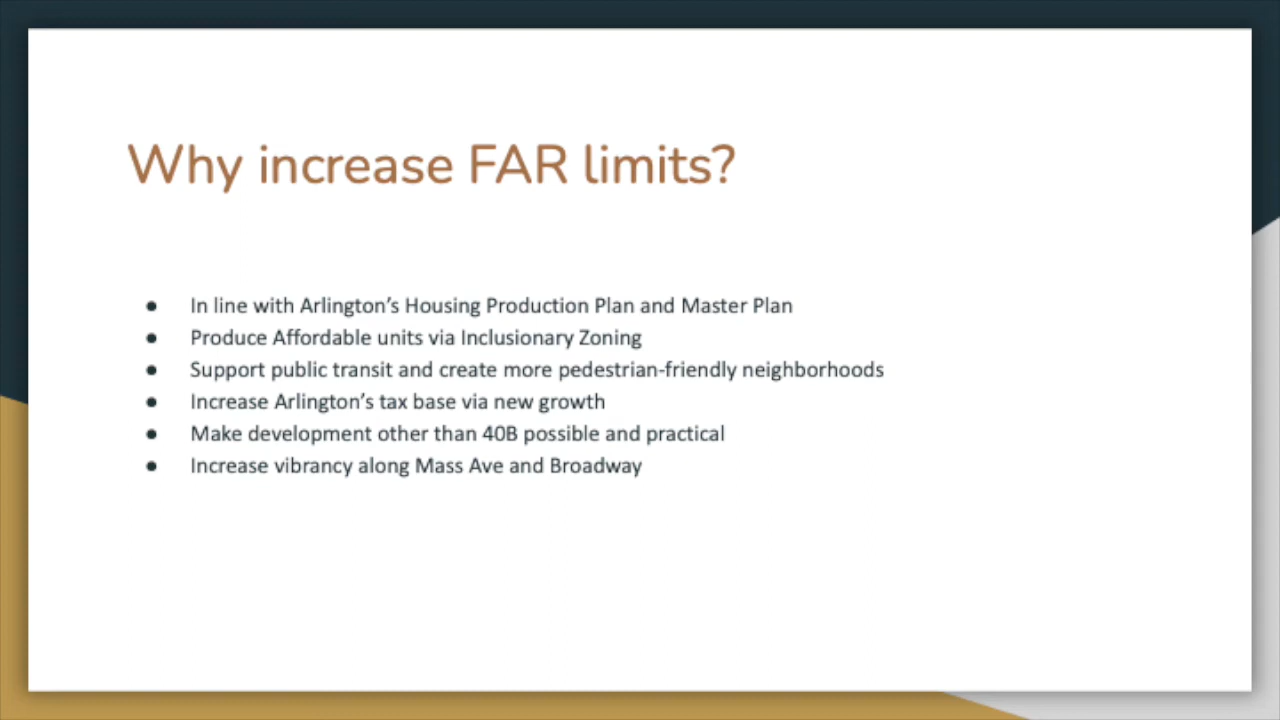 Why increase FAR limits?
● In line with Arlington’s Housing Production Plan and Master Plan
● Produce Affordable units via Inclusionary Zoning
● Support public transit and create more pedestrian-friendly neighborhoods
● Increase Arlington’s tax base via new growth
● Make development other than 40B possible and practical
● Increase vibrancy along Mass Ave and Broadway